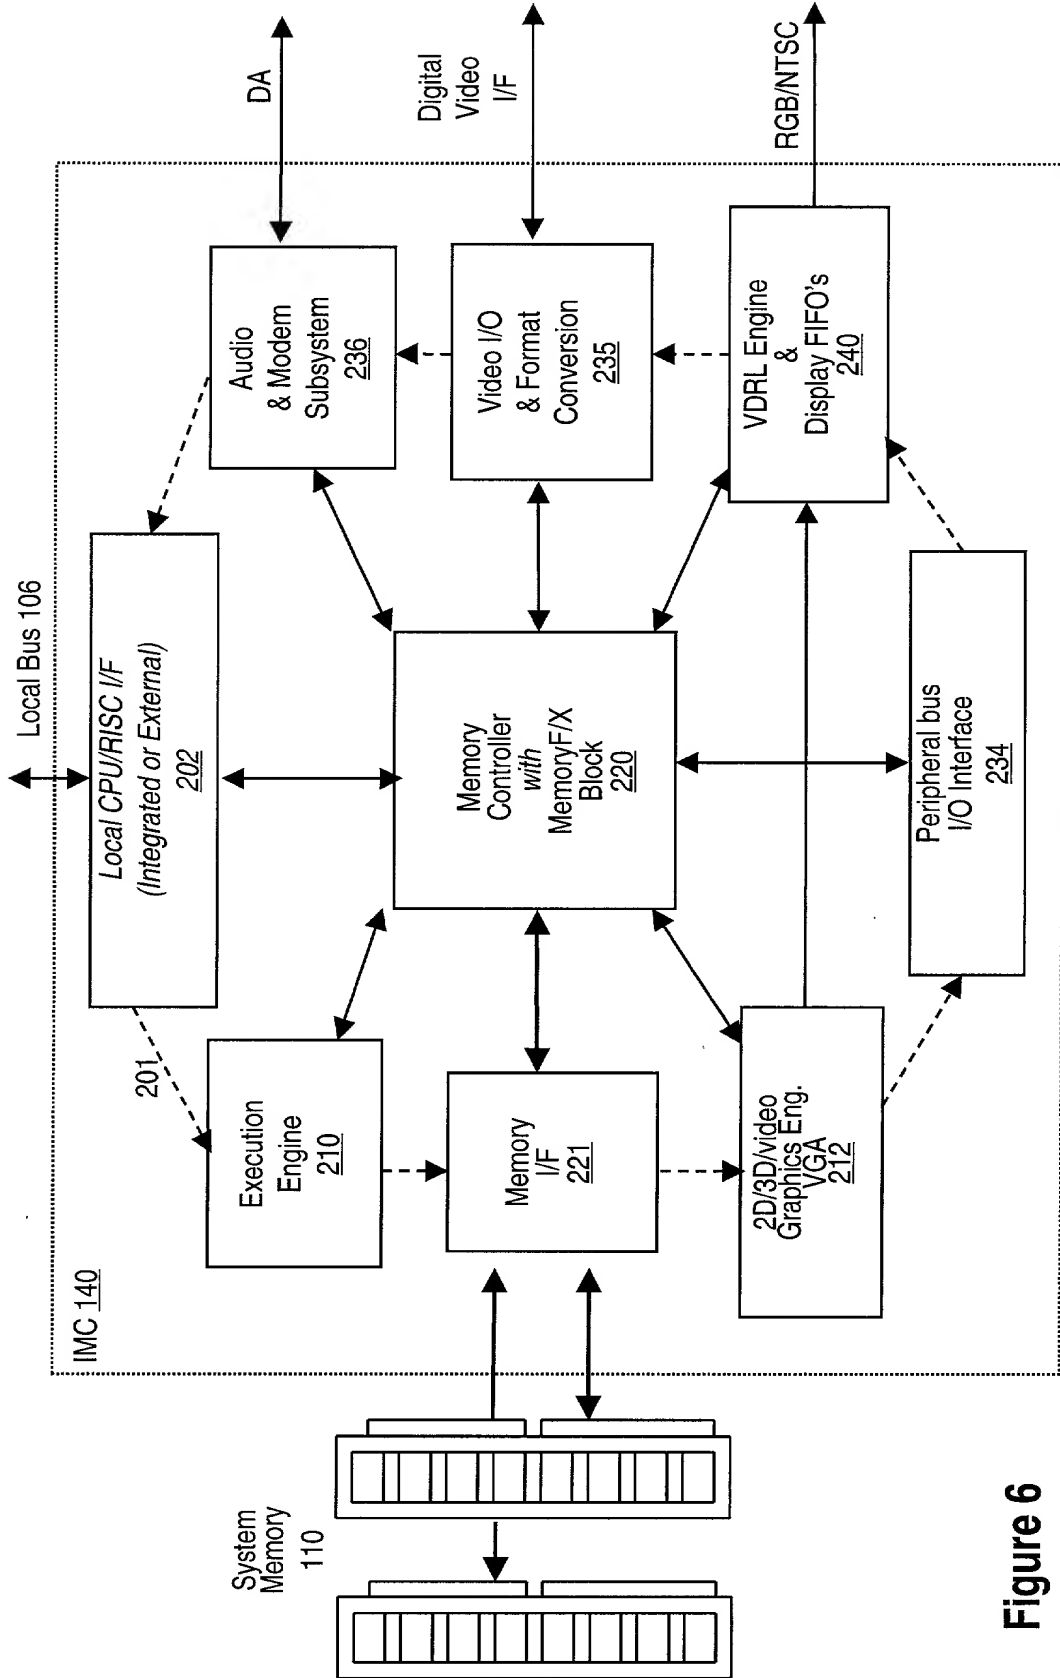 Local Bus 106
IMC 140
201
Local CPU/RISC I/F
(Integrated or External)
202
Execution
Engine
210
Audio
& Modem
Subsystem
236
DA
System
Memory
110
Memory
I/F
221
Memory
Controller
with
MemoryF/X
Block
220
Video I/O
& Format
Conversion
235
Digital
Video
I/F
2D/3D/video
Graphics Eng.
VGA
212
VDRL Engine
&
Display FIFO's
240
RGB/NTSC
Peripheral bus
I/O Interface
234
Figure 6